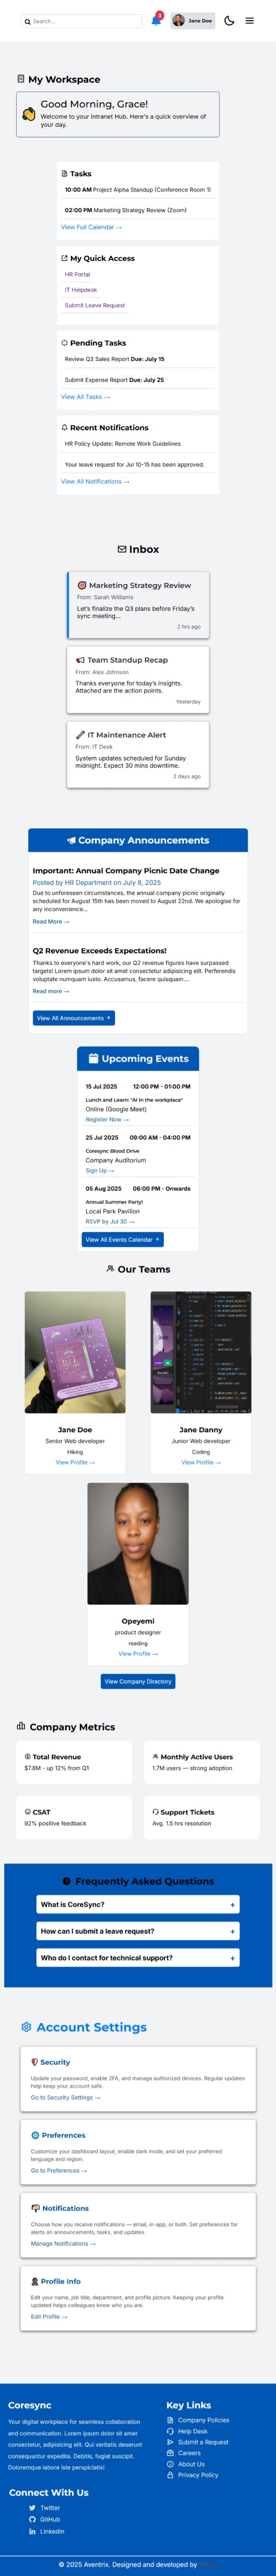 Search...
3
Jane Doe
My Workspace
Good Morning, Grace!
Welcome to your Intranet Hub. Here's a quick overview of
your day.
Tasks
10:00 AM Project Alpha Standup (Conference Room 1)
02:00 PM Marketing Strategy Review (Zoom)
View Full Calendar →
My Quick Access
HR Portal
IT Helpdesk
Submit Leave Request
Pending Tasks
Review Q3 Sales Report Due: July 15
Submit Expense Report Due: July 25
View All Tasks →
Recent Notifications
HR Policy Update: Remote Work Guidelines
Your leave request for Jul 10-15 has been approved.
View All Notifications →
Inbox
Marketing Strategy Review
From: Sarah Williams
Let's finalize the Q3 plans before Friday's
sync meeting...
2 hrs ago
Team Standup Recap
From: Alex Johnson
Thanks everyone for today's insights.
Attached are the action points.
Yesterday
IT Maintenance Alert
From: IT Desk
System updates scheduled for Sunday
midnight. Expect 30 mins downtime.
2 days ago
Company Announcements
Important: Annual Company Picnic Date Change
Posted by HR Department on July 8, 2025
Due to unforeseen circumstances, the annual company picnic originally
scheduled for August 15th has been moved to August 22nd. We apologise for
any inconvenience...
Read More →
Q2 Revenue Exceeds Expectations!
Thanks to everyone's hard work, our Q2 revenue figures have surpassed
targets! Lorem ipsum dolor sit amet consectetur adipisicing elit. Perferendis
voluptate numquam iusto. Accusamus, facere quisquam....
Read more →
View All Announcements →
Upcoming Events
15 Jul 2025 12:00 PM - 01:00 PM
Lunch and Learn: "AI in the workplace"
Online (Google Meet)
Register Now →
25 Jul 2025 09:00 AM - 04:00 PM
Coresync Blood Drive
Company Auditorium
Sign Up →
05 Aug 2025 06:00 PM - Onwards
Annual Summer Party!
Local Park Pavilion
RSVP by Jul 30 →
View All Events Calendar →
Our Teams
Jane Doe
Senior Web developer
Hiking
View Profile →
Jane Danny
Junior Web developer
Coding
View Profile →
Opeyemi
product designer
reading
View Profile →
View Company Directory
Company Metrics
Total Revenue
$7.8M - up 12% from Q1
Monthly Active Users
1.7M users — strong adoption
CSAT
92% positive feedback
Support Tickets
Avg. 1.5 hrs resolution
Frequently Asked Questions
What is CoreSync? +
How can I submit a leave request? +
Who do I contact for technical support? +
Account Settings
Security
Update your password, enable 2FA, and manage authorized devices. Regular updates
help keep your account safe.
Go to Security Settings →
Preferences
Customize your dashboard layout, enable dark mode, and set your preferred
language and region.
Go to Preferences →
Notifications
Choose how you receive notifications — email, in-app, or both. Set preferences for
alerts on announcements, tasks, and updates.
Manage Notifications →
Profile Info
Edit your name, job title, department, and profile picture. Keeping your profile
updated helps colleagues know who you are.
Edit Profile →
Coresync
Your digital workplace for seamless collaboration
and communication. Lorem ipsum dolor sit amet
consectetur, adipisicing elit. Qui veritatis deserunt
consequuntur expedita. Debitis, fugiat suscipit.
Doloremque labore iste perspiciatis!
Key Links
Company Policies
Help Desk
Submit a Request
Careers
About Us
Privacy Policy
Connect With Us
Twitter
GitHub
LinkedIn
© 2025 Aventrix. Designed and developed by